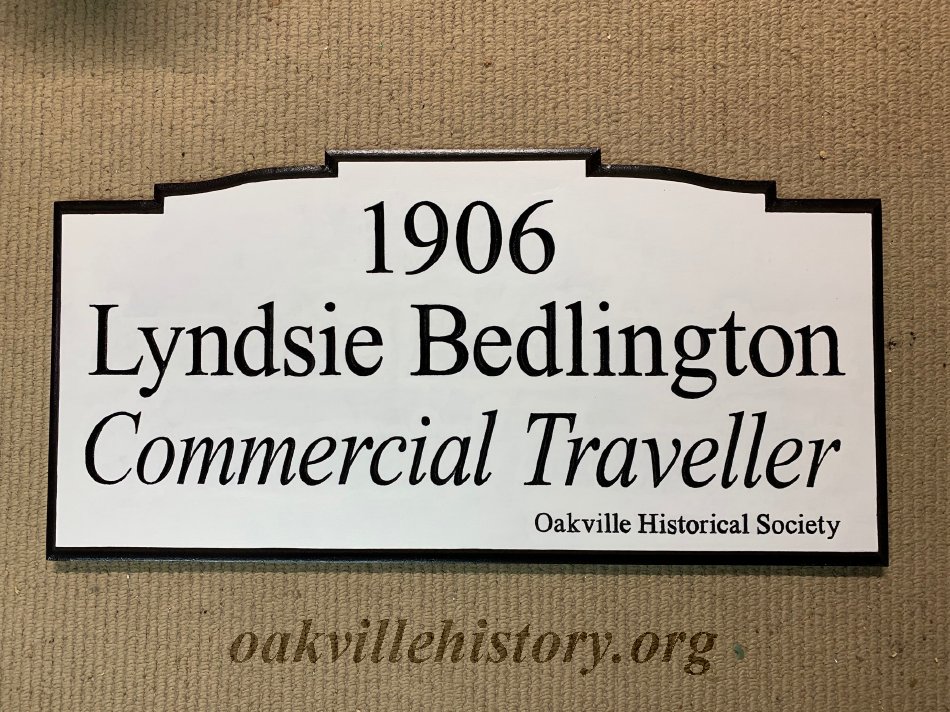 1906
Lyndsie Bedlington
Commercial Traveller
Oakville Historical Society
oakvillehistory.org